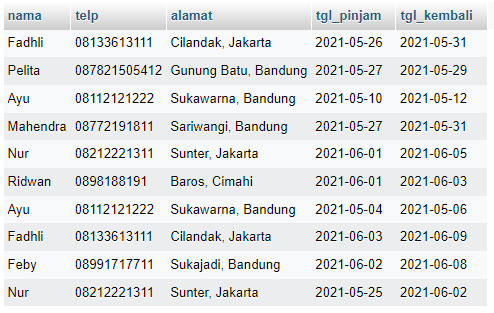 nama telp alamat tgl_pinjam tgl_kembali
Fadhli 08133613111 Cilandak, Jakarta 2021-05-26 2021-05-31
Pelita 087821505412 Gunung Batu, Bandung 2021-05-27 2021-05-29
Ayu 08112121222 Sukawarna, Bandung 2021-05-10 2021-05-12
Mahendra 08772191811 Sariwangi, Bandung 2021-05-27 2021-05-31
Nur 08212221311 Sunter, Jakarta 2021-06-01 2021-06-05
Ridwan 0898188191 Baros, Cimahi 2021-06-01 2021-06-03
Ayu 08112121222 Sukawarna, Bandung 2021-05-04 2021-05-06
Fadhli 08133613111 Cilandak, Jakarta 2021-06-03 2021-06-09
Feby 08991717711 Sukajadi, Bandung 2021-06-02 2021-06-08
Nur 08212221311 Sunter, Jakarta 2021-05-25 2021-06-02